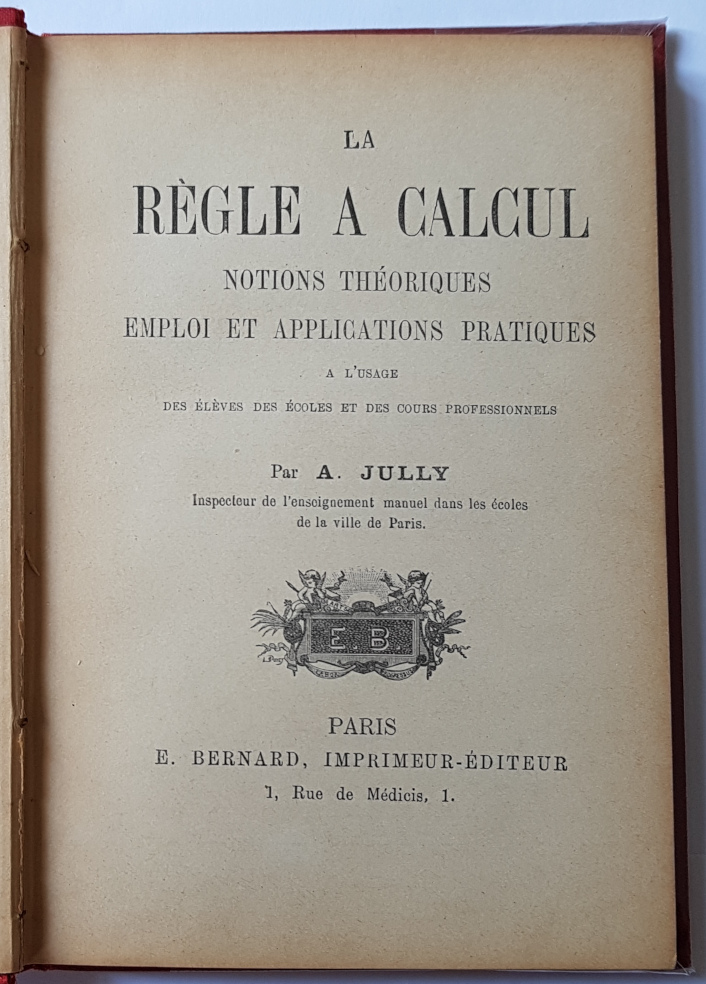 LA
RÈGLE A CALCUL
NOTIONS THÉORIQUES
EMPLOI ET APPLICATIONS PRATIQUES
A L'USAGE
DES ÉLÈVES DES ÉCOLES ET DES COURS PROFESSIONNELS
Par A. JULLY
Inspecteur de l'enseignement manuel dans les écoles
de la ville de Paris.
E. B
PARIS
E. BERNARD, IMPRIMEUR-ÉDITEUR
1, Rue de Médicis, 1.